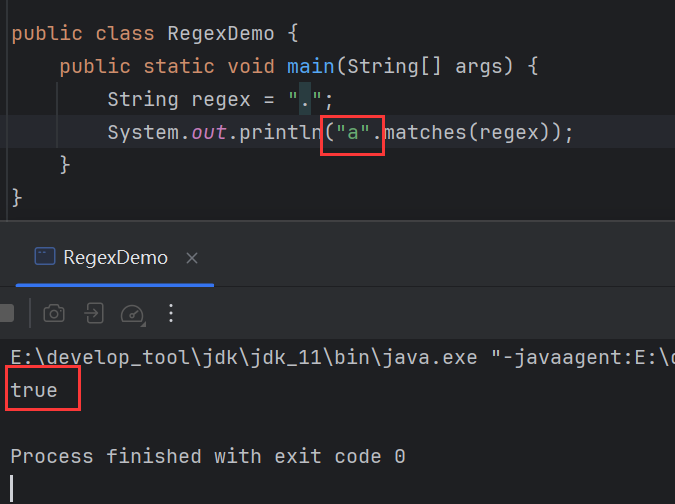 public class RegexDemo {
public static void main(String[] args) {
String regex = ".";
System.out.println("a".matches(regex));
}
}
RegexDemo
E:\develop_tool\jdk\jdk_11\bin\java.exe "-javaagent:E:\
true
Process finished with exit code 0